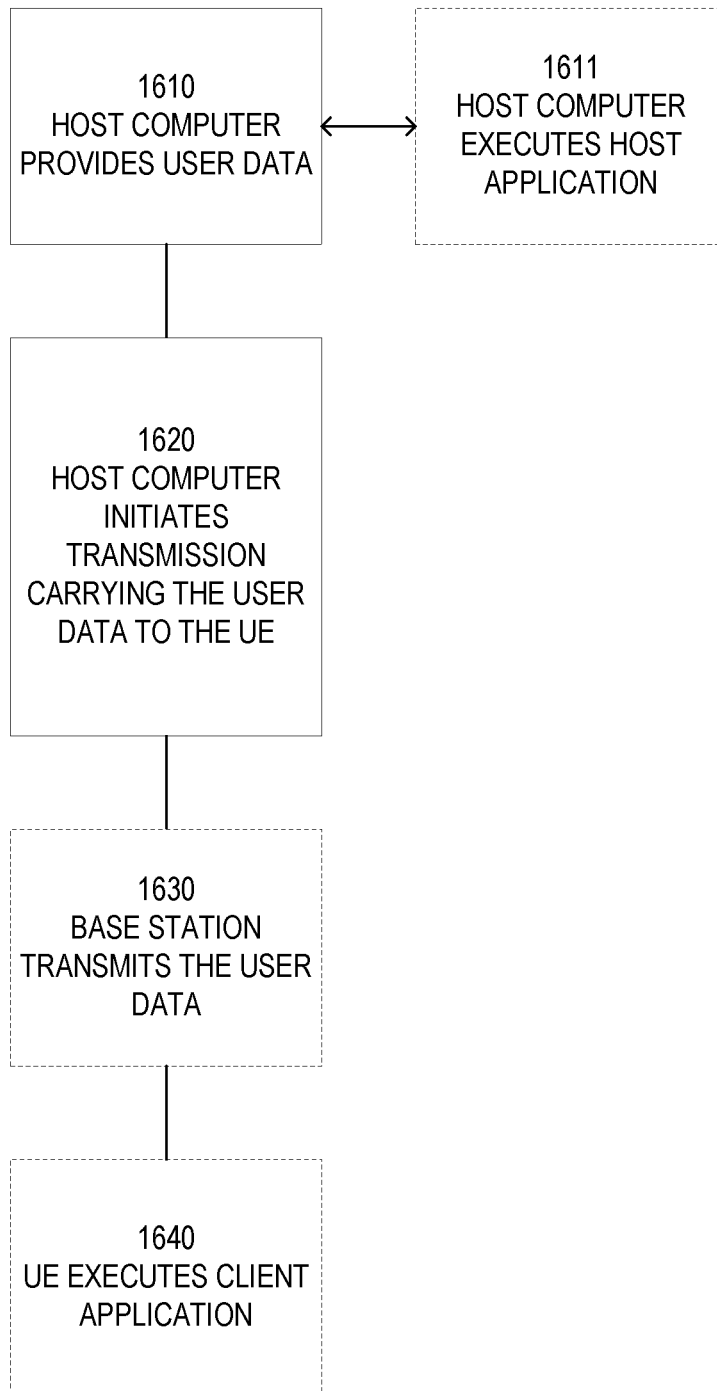 1610
HOST COMPUTER
PROVIDES USER DATA
1611
HOST COMPUTER
EXECUTES HOST
APPLICATION
1620
HOST COMPUTER
INITIATES
TRANSMISSION
CARRYING THE USER
DATA TO THE UE
1630
BASE STATION
TRANSMITS THE USER
DATA
1640
UE EXECUTES CLIENT
APPLICATION